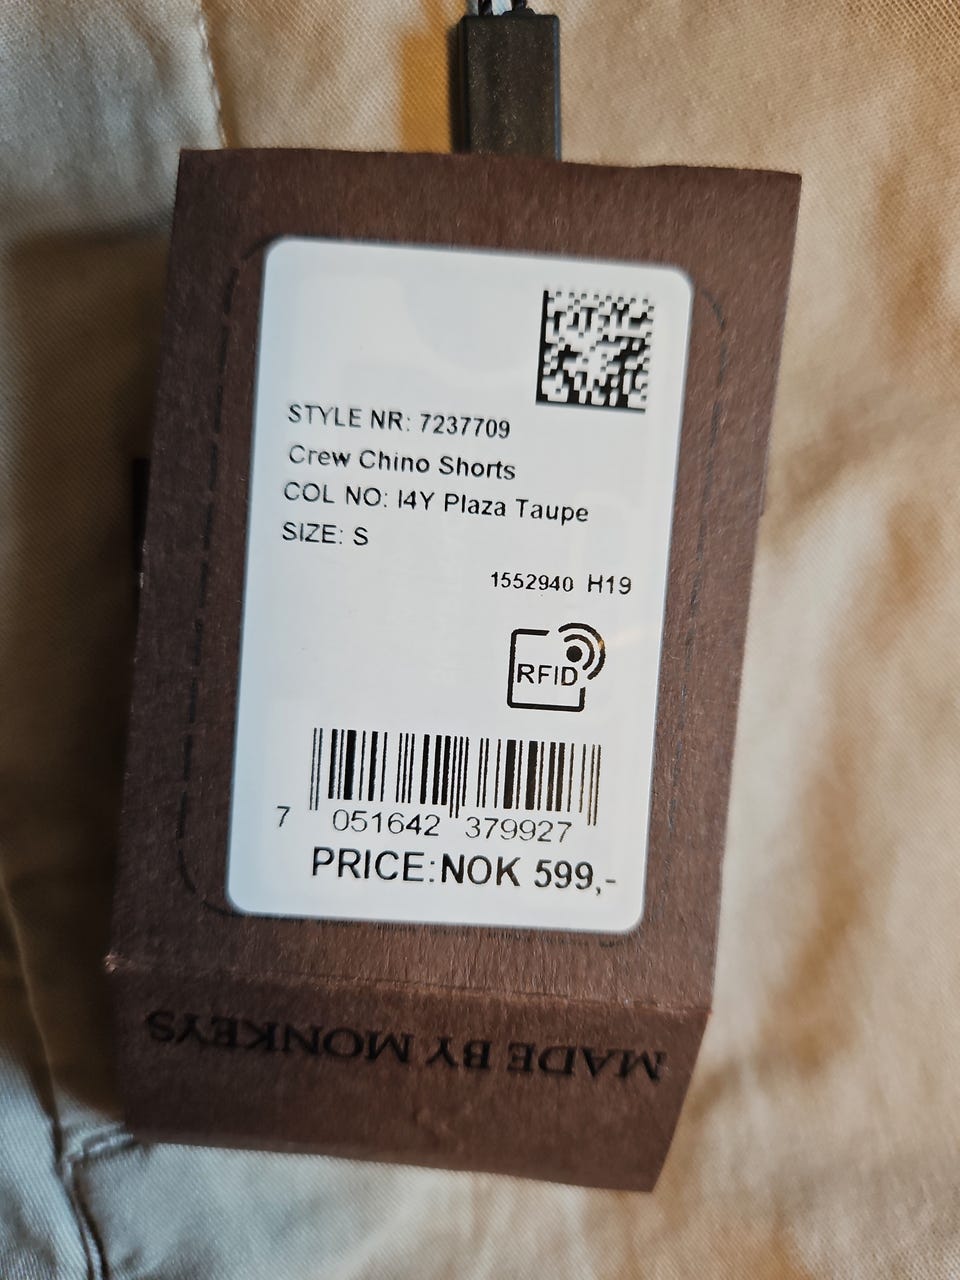 STYLE NR: 7237709
Crew Chino Shorts
COL NO: I4Y Plaza Taupe
SIZE: S
1552940 H19
RFID
7 051642 379927
PRICE:NOK 599,-
MADE BY MONKEYS